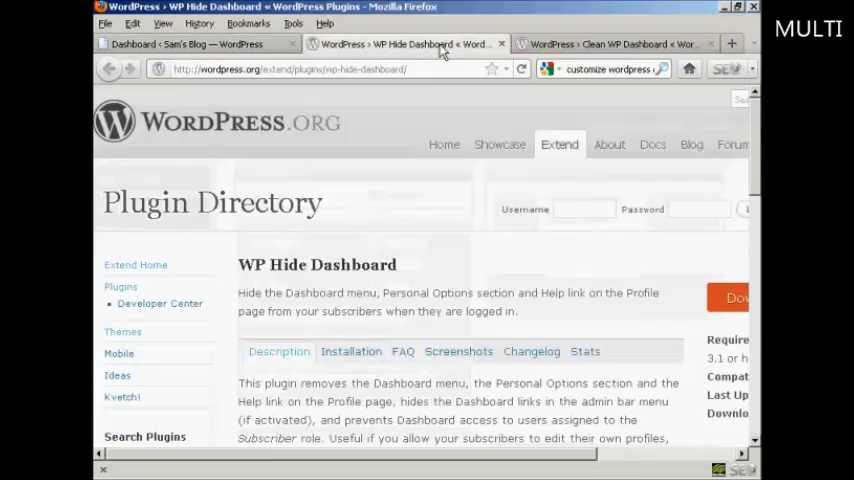 WordPress › WP Hide Dashboard « WordPress Plugins - Mozilla Firefox
MULTI
File Edit View History Bookmarks Tools Help
Dashboard ‹ Sam's Blog — WordPress
WordPress › WP Hide Dashboard « Word...
WordPress › Clean WP Dashboard « Wor...
http://wordpress.org/extend/plugins/wp-hide-dashboard/
customize wordpress
SEO
WORDPRESS.ORG
Sea
Home Showcase Extend About Docs Blog Forum
Plugin Directory
Username Password
Extend Home
Plugins
Developer Center
Themes
Mobile
Ideas
Kvetch!
Search Plugins
WP Hide Dashboard
Hide the Dashboard menu, Personal Options section and Help link on the Profile
page from your subscribers when they are logged in.
Description Installation FAQ Screenshots Changelog Stats
This plugin removes the Dashboard menu, the Personal Options section and the
Help link on the Profile page, hides the Dashboard links in the admin bar menu
(if activated), and prevents Dashboard access to users assigned to the
Subscriber role. Useful if you allow your subscribers to edit their own profiles,
Dow
Require
3.1 or h
Compat
Last Up
Downlo
SEO